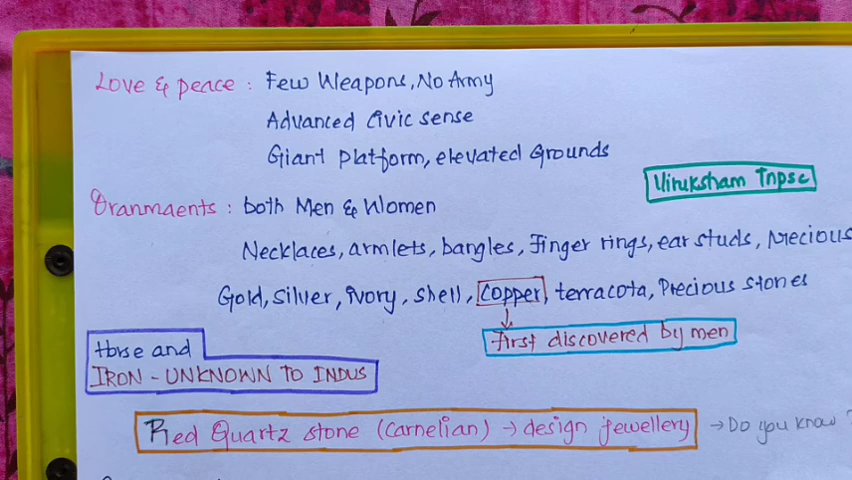 Love & peace : Few Weapons, No Army
Advanced Civic sense
Giant Platform, elevated Grounds
Viruksham Tnpsc
Oranmaents : both Men & Women
Necklaces, armlets, bangles, Finger rings, ear studs, Precious
Gold, Silver, Ivory, Shell, Copper, terracota, Precious stones
First discovered by men
Horse and
IRON - UNKNOWN TO INDUS
Red Quartz stone (Carnelian) → design jewellery → Do you know ?